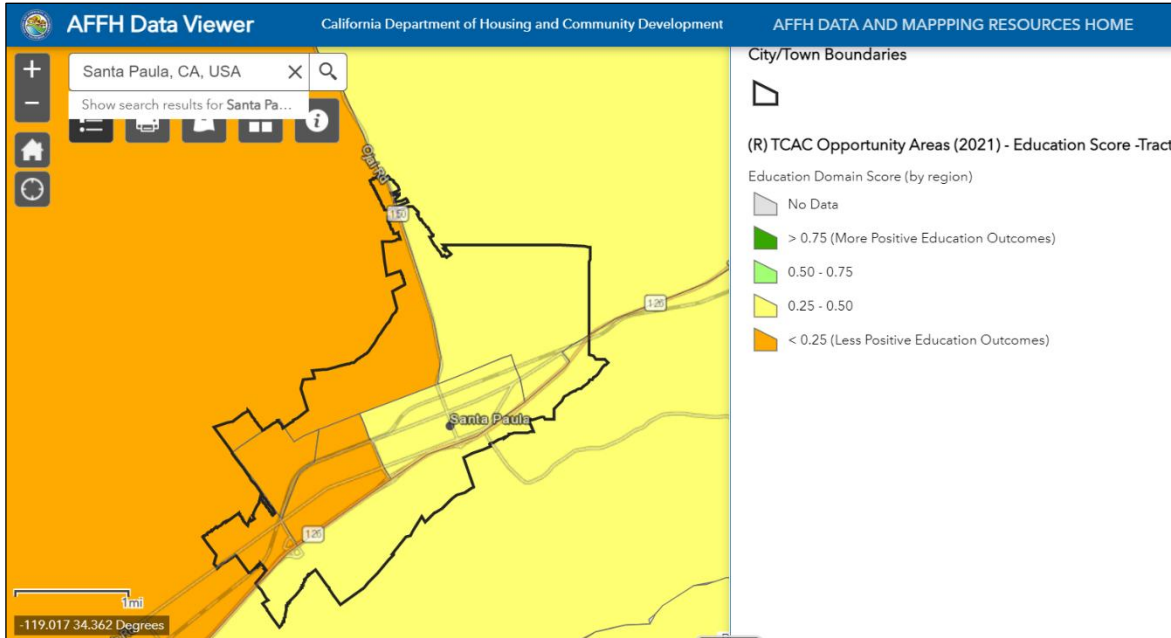 AFFH Data Viewer
California Department of Housing and Community Development
AFFH DATA AND MAPPPING RESOURCES HOME
Santa Paula, CA, USA
Show search results for Santa Pa...
Ojai Rd
150
126
Santa Paula
126
1mi
-119.017 34.362 Degrees
City/Town Boundaries
(R) TCAC Opportunity Areas (2021) - Education Score -Tract
Education Domain Score (by region)
No Data
> 0.75 (More Positive Education Outcomes)
0.50 - 0.75
0.25 - 0.50
< 0.25 (Less Positive Education Outcomes)